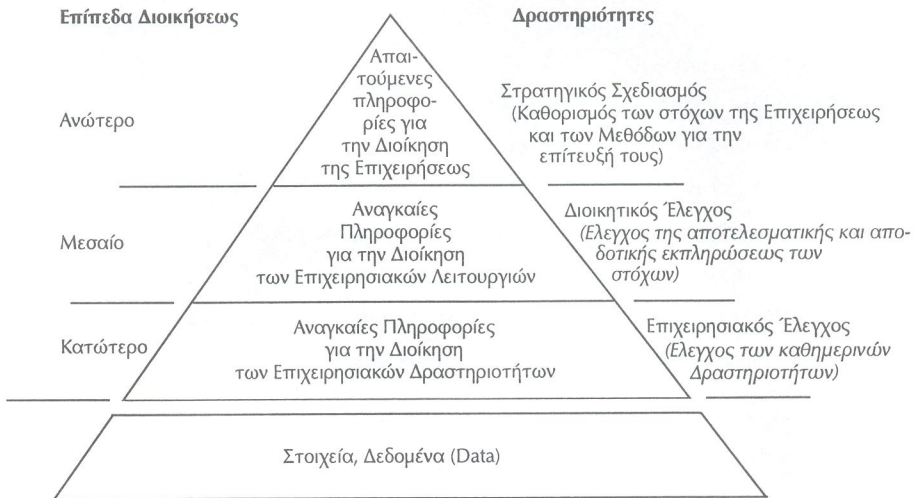 Επίπεδα Διοικήσεως
Δραστηριότητες
Ανώτερο
Απαι-
τούμενες
πληροφο-
ρίες για
την Διοίκηση
της Επιχειρήσεως
Στρατηγικός Σχεδιασμός
(Καθορισμός των στόχων της Επιχειρήσεως
και των Μεθόδων για την
επίτευξή τους)
Μεσαίο
Αναγκαίες
Πληροφορίες
για την Διοίκηση
των Επιχειρησιακών Λειτουργιών
Διοικητικός Έλεγχος
(Ελεγχος της αποτελεσματικής και απο-
δοτικής εκπληρώσεως των
στόχων)
Κατώτερο
Αναγκαίες Πληροφορίες
για την Διοίκηση
των Επιχειρησιακών Δραστηριοτήτων
Επιχειρησιακός Έλεγχος
(Ελεγχος των καθημερινών
Δραστηριοτήτων)
Στοιχεία, Δεδομένα (Data)